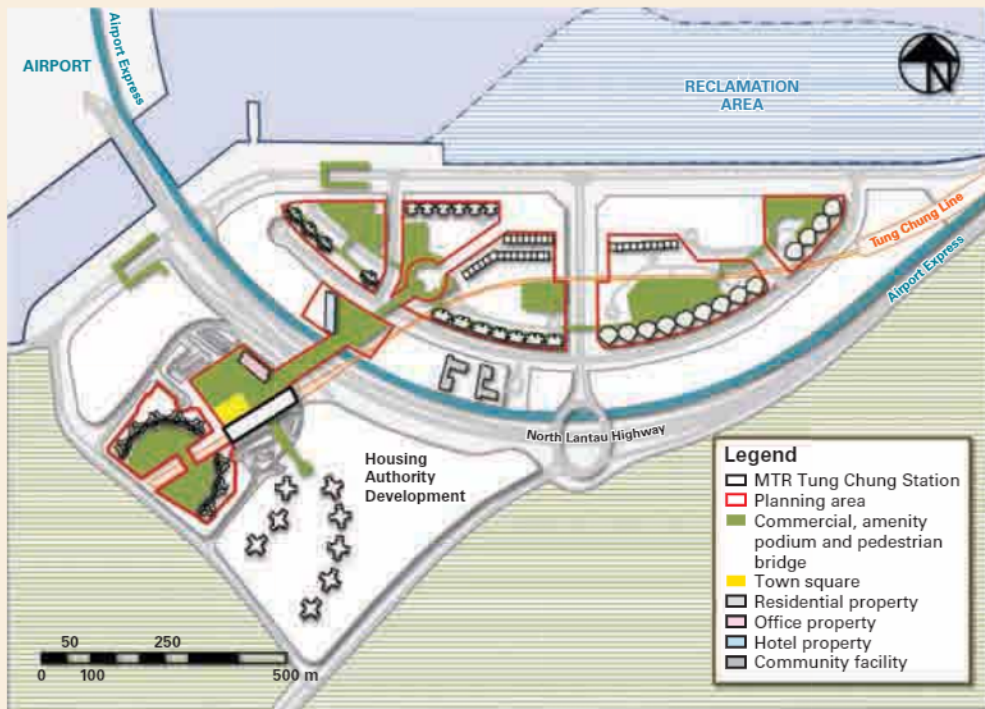 AIRPORT
Airport Express
RECLAMATION
AREA
N
Tung Chung Line
Airport Express
North Lantau Highway
Housing
Authority
Development
Legend
MTR Tung Chung Station
Planning area
Commercial, amenity
podium and pedestrian
bridge
Town square
Residential property
Office property
Hotel property
Community facility
50 250
0 100 500 m